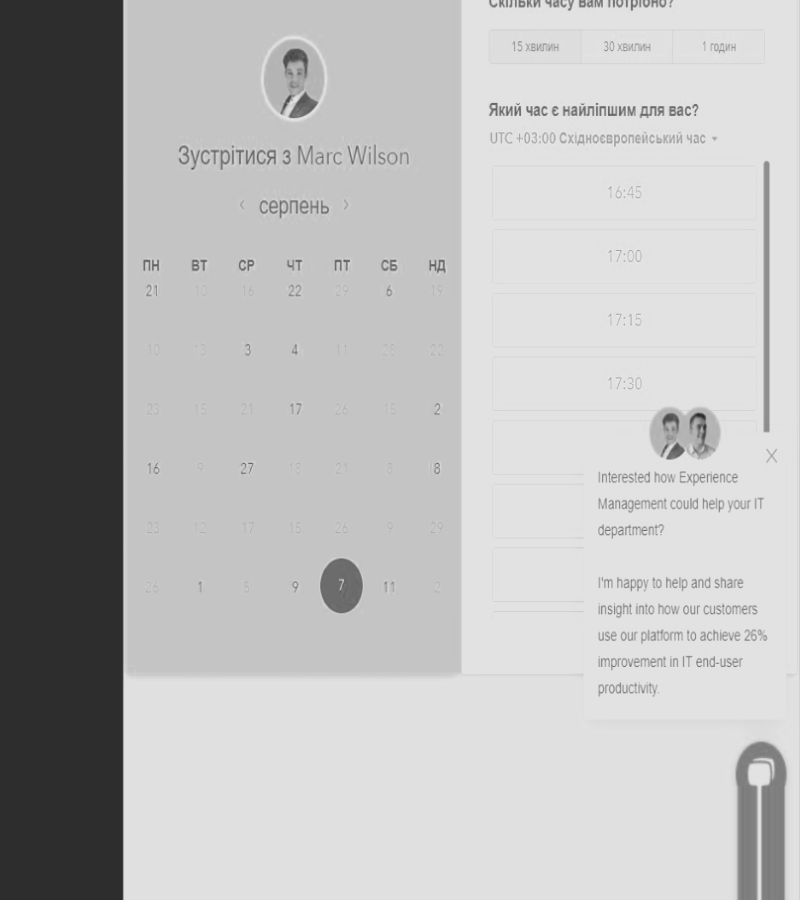 Скільки часу вам потрібно?
15 хвилин 30 хвилин 1 годин
Який час є найліпшим для вас?
UTC +03:00 Східноєвропейський час
Зустрітися з Marc Wilson
‹ серпень ›
ПН ВТ СР ЧТ ПТ СБ НД
21 10 16 22 29 6 19
10 13 3 4 11 28 22
23 15 21 17 26 15 2
16 9 27 18 21 8 8
23 12 17 15 26 9 29
26 1 5 9 7 11 2
16:45
17:00
17:15
17:30
X
Interested how Experience
Management could help your IT
department?
I'm happy to help and share
insight into how our customers
use our platform to achieve 26%
improvement in IT end-user
productivity.